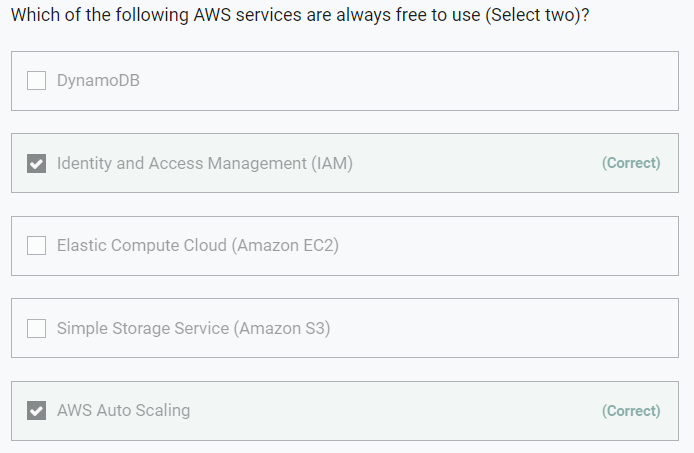 Which of the following AWS services are always free to use (Select two)?
DynamoDB
Identity and Access Management (IAM) (Correct)
Elastic Compute Cloud (Amazon EC2)
Simple Storage Service (Amazon S3)
AWS Auto Scaling (Correct)